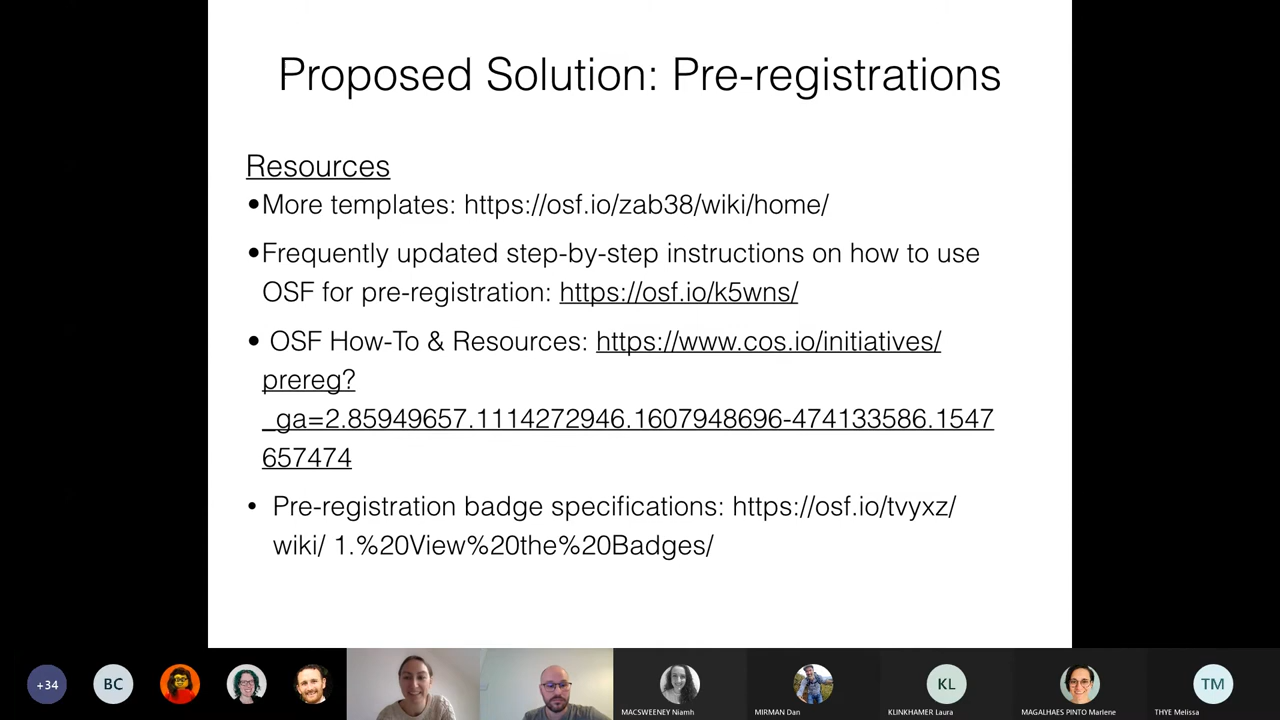 Proposed Solution: Pre-registrations
Resources
•More templates: https://osf.io/zab38/wiki/home/
•Frequently updated step-by-step instructions on how to use
OSF for pre-registration: https://osf.io/k5wns/
• OSF How-To & Resources: https://www.cos.io/initiatives/
prereg?
_ga=2.85949657.1114272946.1607948696-474133586.1547
657474
• Pre-registration badge specifications: https://osf.io/tvyxz/
wiki/ 1.%20View%20the%20Badges/
+34
BC
KL
TM
MACSWEENEY Niamh
MIRMAN Dan
KLINKHAMER Laura
MAGALHAES PINTO Marlene
THYE Melissa